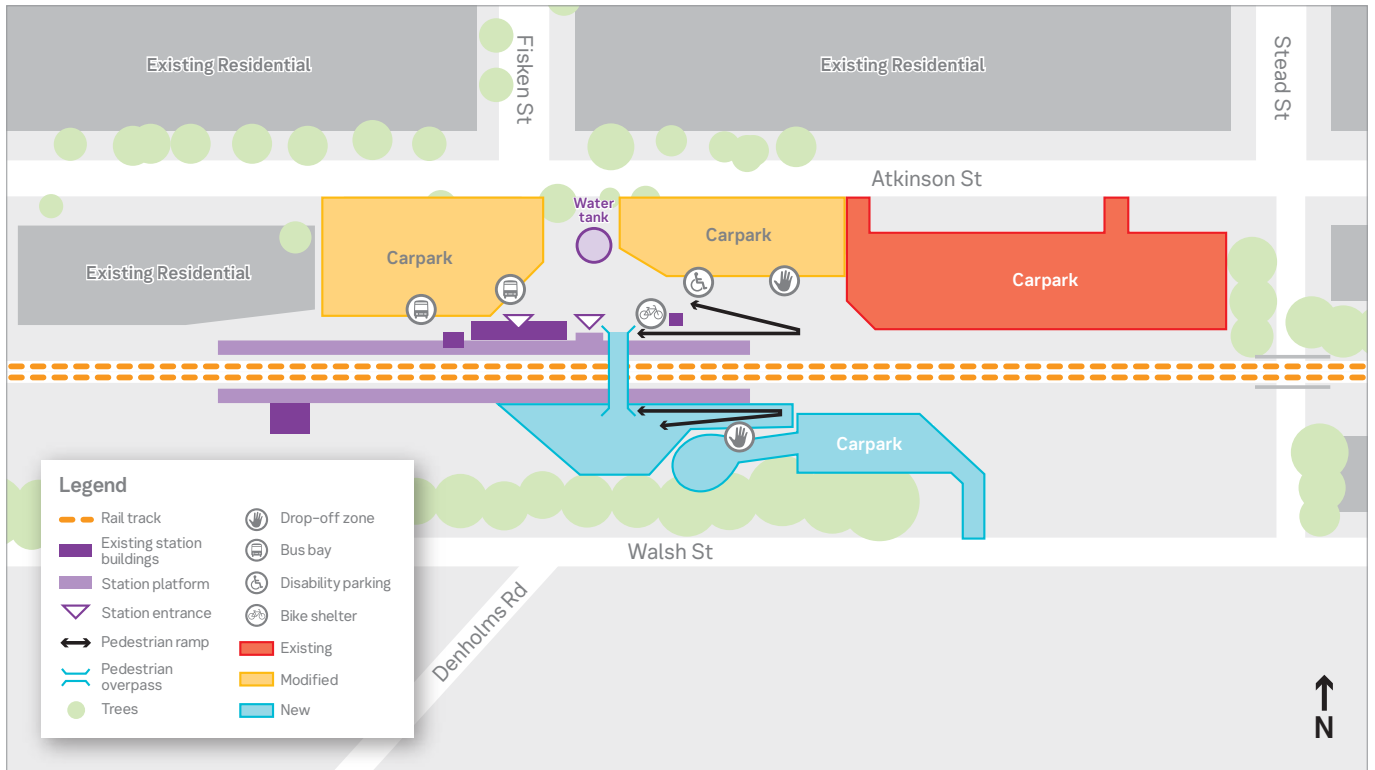 Existing Residential
Fisken St
Existing Residential
Stead St
Atkinson St
Water
tank
Carpark
Carpark
Existing Residential
Carpark
Carpark
Walsh St
Denholms Rd
Legend
Rail track
Existing station
buildings
Station platform
Station entrance
Pedestrian ramp
Pedestrian
overpass
Trees
Drop-off zone
Bus bay
Disability parking
Bike shelter
Existing
Modified
New
N